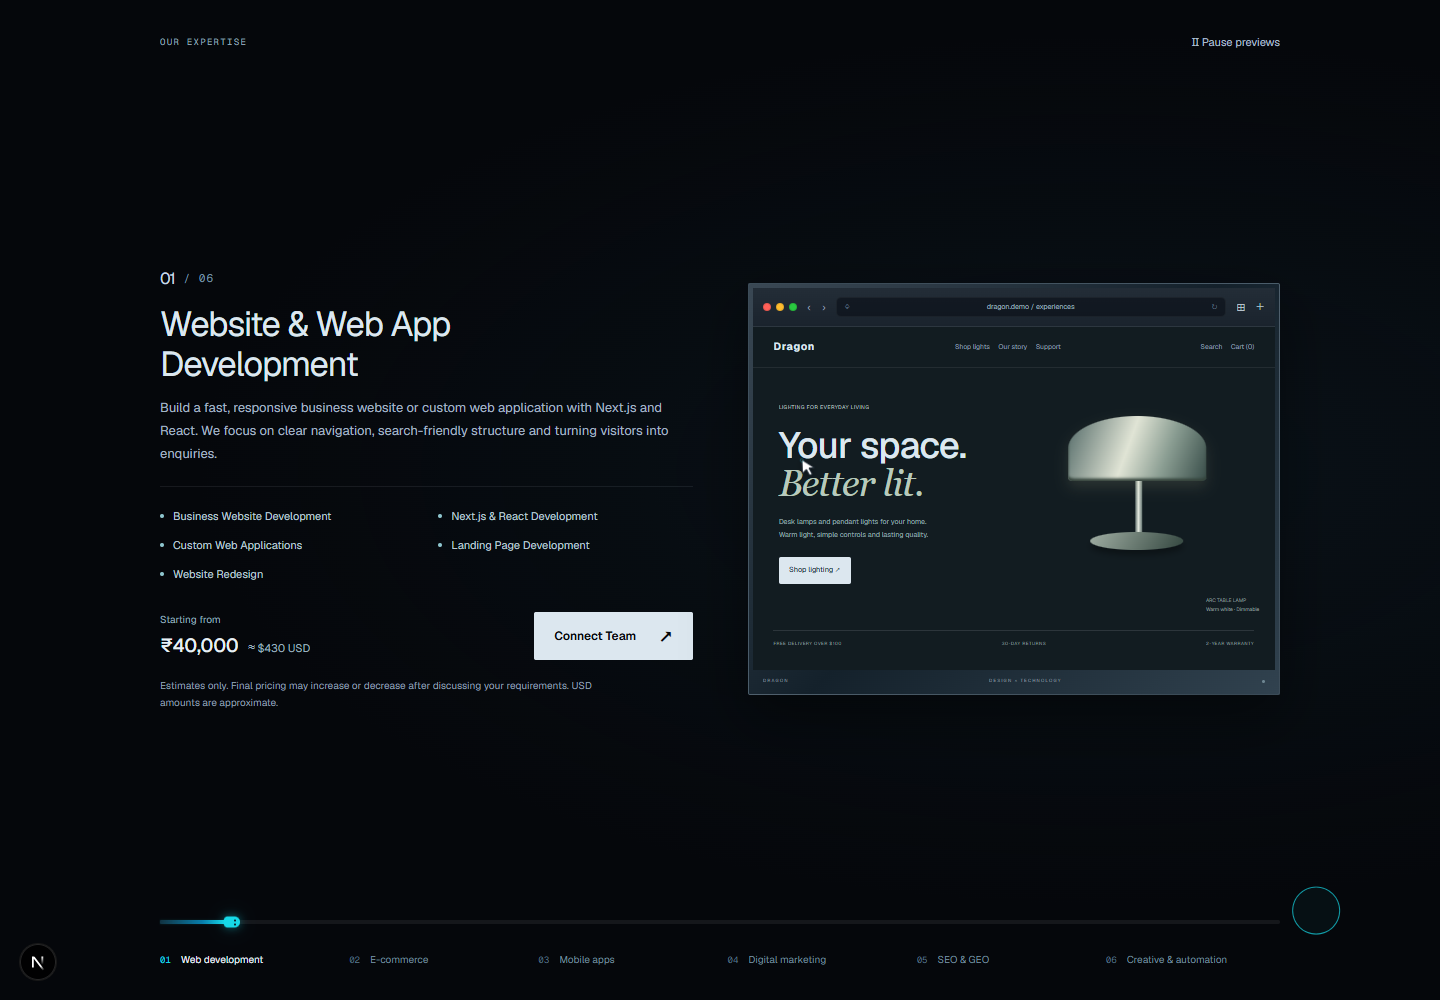 OUR EXPERTISE
Pause previews
01 / 06
Website & Web App
Development
Build a fast, responsive business website or custom web application with Next.js and
React. We focus on clear navigation, search-friendly structure and turning visitors into
enquiries.
Business Website Development
Next.js & React Development
Custom Web Applications
Landing Page Development
Website Redesign
Starting from
₹40,000 ≈ $430 USD
Connect Team ↗
Estimates only. Final pricing may increase or decrease after discussing your requirements. USD
amounts are approximate.
dragon.demo / experiences
Dragon
Shop lights Our story Support
Search Cart (0)
LIGHTING FOR EVERYDAY LIVING
Your space.
Better lit.
Desk lamps and pendant lights for your home.
Warm light, simple controls and lasting quality.
Shop lighting ↗
ARC TABLE LAMP
Warm white · Dimmable
FREE DELIVERY OVER $100
30-DAY RETURNS
2-YEAR WARRANTY
DRAGON
DESIGN + TECHNOLOGY
01 Web development
02 E-commerce
03 Mobile apps
04 Digital marketing
05 SEO & GEO
06 Creative & automation
N